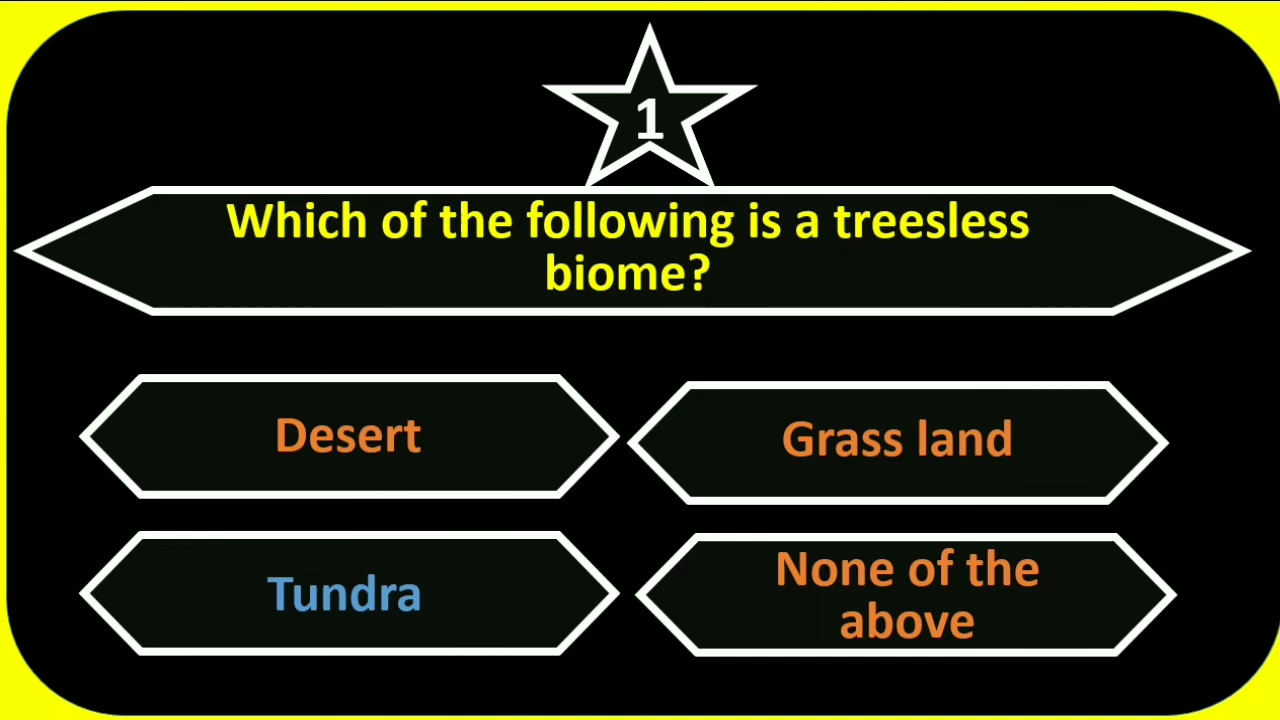 1
Which of the following is a treesless
biome?
Desert
Grass land
Tundra
None of the
above